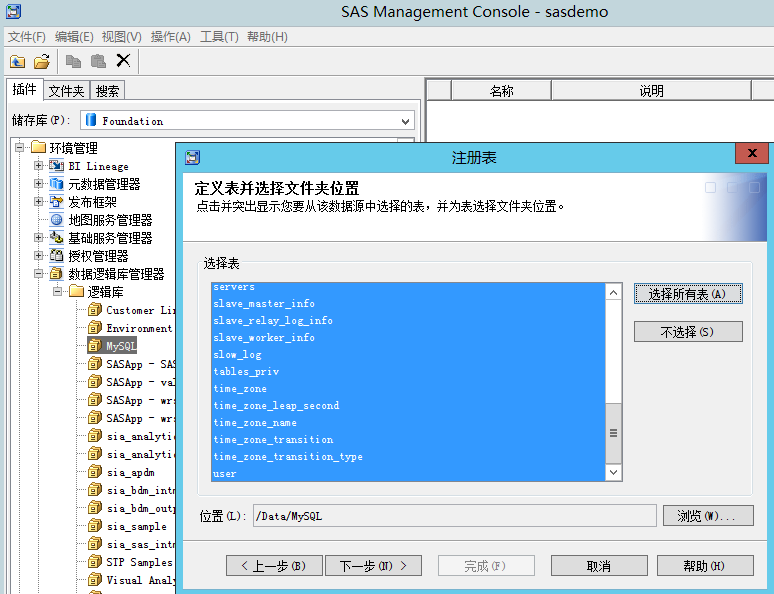 SAS Management Console - sasdemo
文件(F) 编辑(E) 视图(V) 操作(A) 工具(T) 帮助(H)
插件 文件夹 搜索
名称 说明
储存库(P): Foundation
环境管理
BI Lineage
元数据管理器
发布框架
地图服务管理器
基础服务管理器
授权管理器
数据逻辑库管理器
逻辑库
Customer Li
Environment
MySQL
SASApp - SAS
SASApp - val
SASApp - wrs
SASApp - wrs
sia_analytic
sia_analytic
sia_apdm
sia_bdm_intm
sia_bdm_outp
sia_sample
sia_sas_intm
STP Samples
Visual Analy
注册表
x
定义表并选择文件夹位置
点击并突出显示您要从该数据源中选择的表，并为表选择文件夹位置。
选择表
servers
slave_master_info
slave_relay_log_info
slave_worker_info
slow_log
tables_priv
time_zone
time_zone_leap_second
time_zone_name
time_zone_transition
time_zone_transition_type
user
选择所有表(A)
不选择(S)
位置(L): /Data/MySQL 浏览(W)...
< 上一步(B) 下一步(N) > 完成(F) 取消 帮助(H)